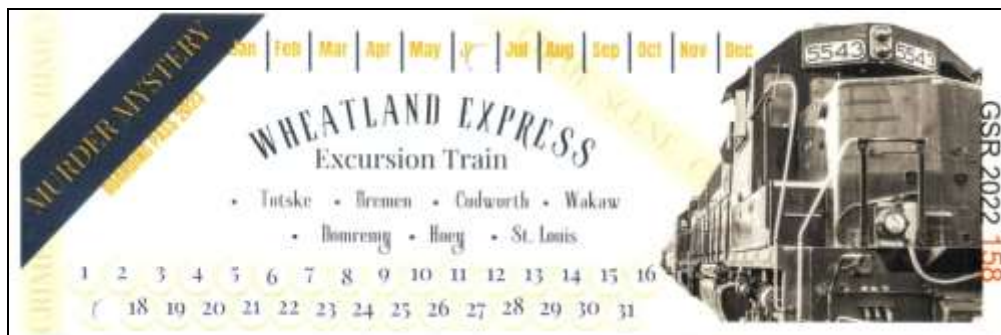 MURDER MYSTERY
BOARDING PASS 2023
Jan Feb Mar Apr May Jul Aug Sep Oct Nov Dec
WHEATLAND EXPRESS
Excursion Train
• Totske • Bremen • Cudworth • Wakaw
• Domremy • Hoey • St. Louis
1 2 3 4 5 6 7 8 9 10 11 12 13 14 15 16
18 19 20 21 22 23 24 25 26 27 28 29 30 31
5543 5543
GSR 2022 158